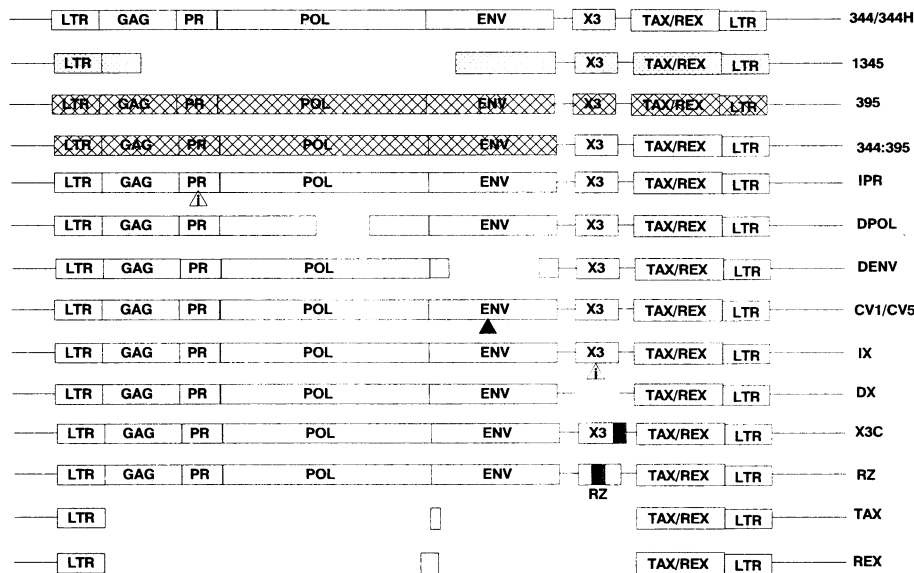 LTR GAG PR POL ENV X3 TAX/REX LTR 344/344H
LTR X3 TAX/REX LTR 1345
LTR GAG PR POL ENV X3 TAX/REX LTR 395
LTR GAG PR POL ENV X3 TAX/REX LTR 344:395
LTR GAG PR POL ENV X3 TAX/REX LTR IPR
i
LTR GAG PR X3 TAX/REX LTR DPOL
LTR GAG PR POL X3 TAX/REX LTR DENV
LTR GAG PR POL ENV X3 TAX/REX LTR CV1/CV5
LTR GAG PR POL ENV X3 TAX/REX LTR IX
i
LTR GAG PR POL ENV TAX/REX LTR DX
LTR GAG PR POL ENV X3 TAX/REX LTR X3C
LTR GAG PR POL ENV TAX/REX LTR RZ
RZ
LTR TAX/REX LTR TAX
LTR TAX/REX LTR REX